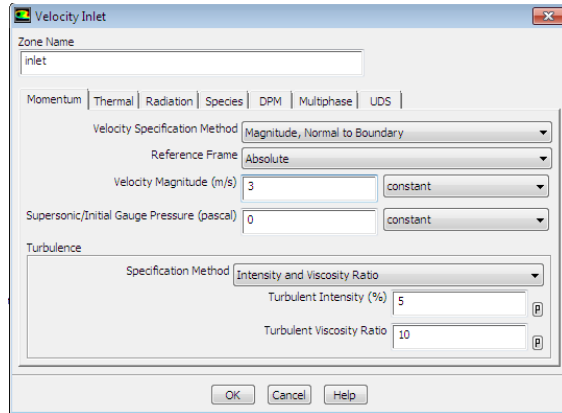 Velocity Inlet
Zone Name
inlet
Momentum Thermal Radiation Species DPM Multiphase UDS
Velocity Specification Method Magnitude, Normal to Boundary
Reference Frame Absolute
Velocity Magnitude (m/s) 3 constant
Supersonic/Initial Gauge Pressure (pascal) 0 constant
Turbulence
Specification Method Intensity and Viscosity Ratio
Turbulent Intensity (%) 5 P
Turbulent Viscosity Ratio 10 P
OK Cancel Help